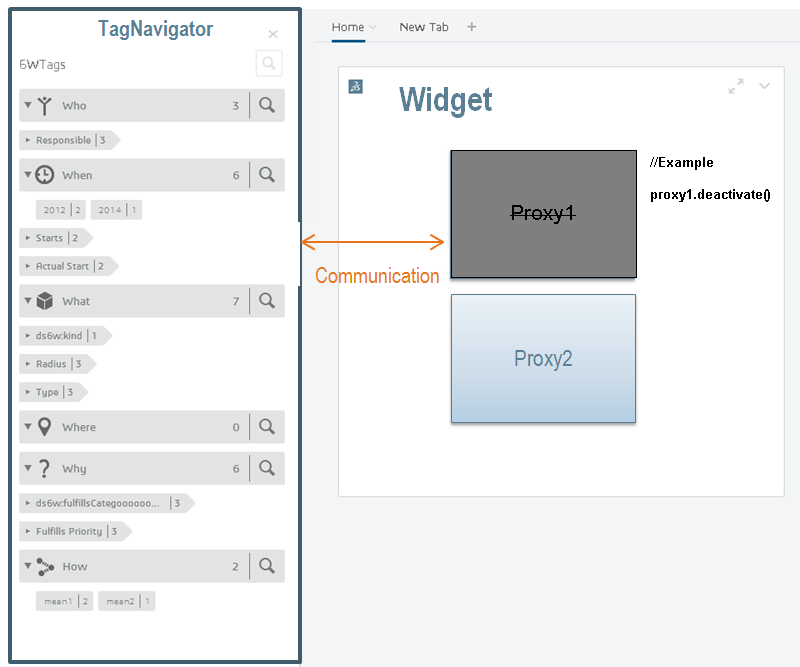 TagNavigator
6WTags
Who 3
Responsible 3
When 6
2012 2 2014 1
Starts 2
Actual Start 2
What 7
ds6w:kind 1
Radius 3
Type 3
Where 0
Why 6
ds6w:fulfillsCategoooooo... 3
Fulfills Priority 3
How 2
mean1 2 mean2 1
Communication
Home New Tab +
Widget
Proxy1
//Example
proxy1.deactivate()
Proxy2